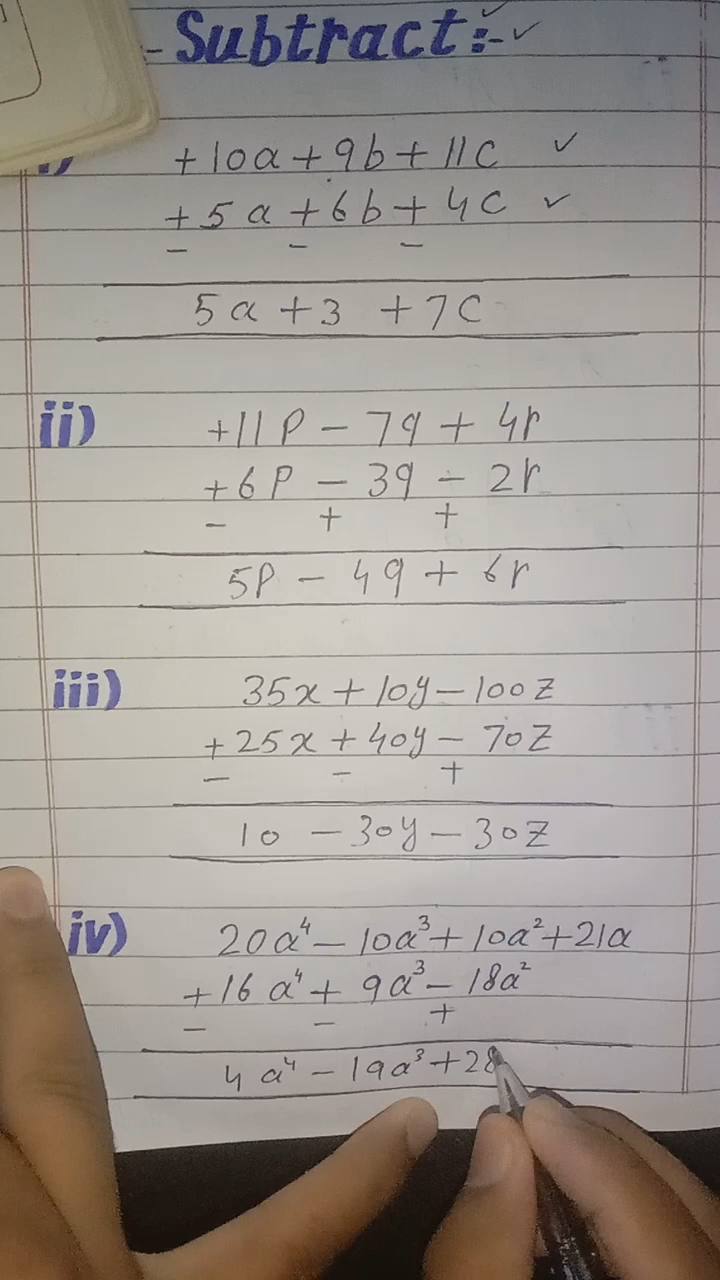 - Subtract:- ✓
i) +10a + 9b + 11c ✓
+5a + 6b + 4c ✓
- - -
5a + 3 + 7c
ii) +11p - 7q + 4r
+6p - 3q - 2r
- + +
5p - 4q + 6r
iii) 35x + 10y - 100z
+25x + 40y - 70z
- - +
10 - 30y - 30z
iv) 20a⁴ - 10a³ + 10a² + 21a
+16a⁴ + 9a³ - 18a²
- - +
4a⁴ - 19a³ + 28